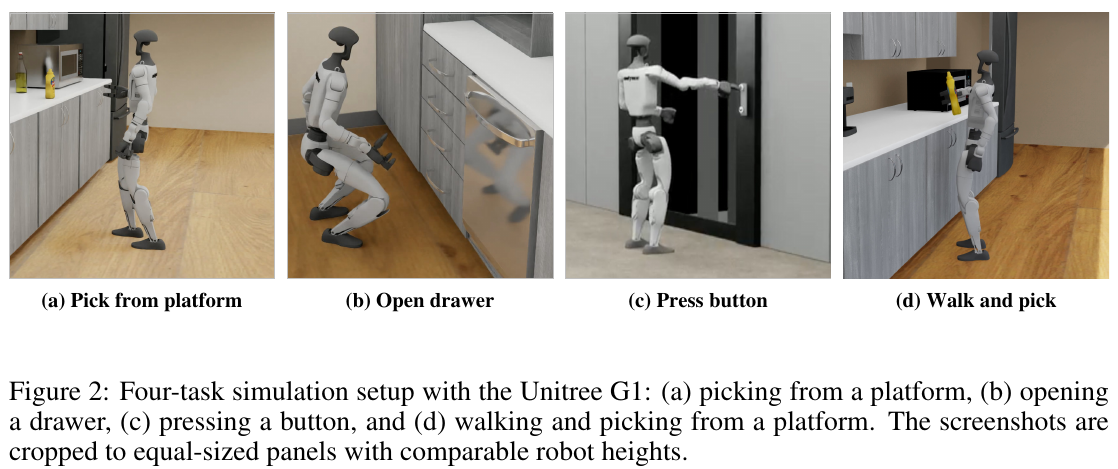 (a) Pick from platform
(b) Open drawer
(c) Press button
(d) Walk and pick
Figure 2: Four-task simulation setup with the Unitree G1: (a) picking from a platform, (b) opening
a drawer, (c) pressing a button, and (d) walking and picking from a platform. The screenshots are
cropped to equal-sized panels with comparable robot heights.